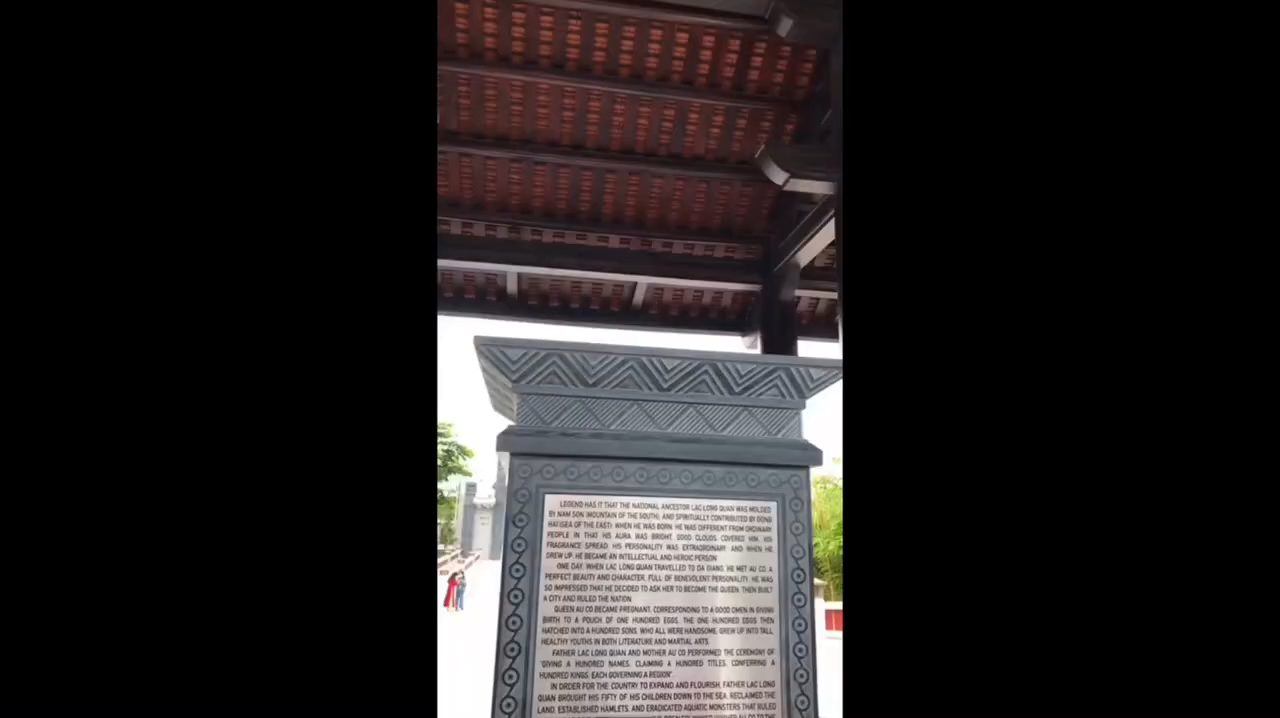 LEGEND HAS IT THAT THE NATIONAL ANCESTOR LAC LONG QUAN WAS MOLDED
BY NAM SON (MOUNTAIN OF THE SOUTH), AND SPIRITUALLY CONTRIBUTED BY DONG
HAI (SEA OF THE EAST). WHEN HE WAS BORN, HE WAS DIFFERENT FROM ORDINARY
PEOPLE IN THAT HIS AURA WAS BRIGHT, GOOD CLOUDS COVERED HIM, HIS
FRAGRANCE SPREAD, HIS PERSONALITY WAS EXTRAORDINARY. AND WHEN HE
GREW UP, HE BECAME AN INTELLECTUAL AND HEROIC PERSON.
ONE DAY, WHEN LAC LONG QUAN TRAVELLED TO DA GIANG, HE MET AU CO, A
PERFECT BEAUTY AND CHARACTER, FULL OF BENEVOLENT PERSONALITY. HE WAS
SO IMPRESSED THAT HE DECIDED TO ASK HER TO BECOME THE QUEEN, THEN BUILT
A CITY AND RULED THE NATION.
QUEEN AU CO BECAME PREGNANT, CORRESPONDING TO A GOOD OMEN IN GIVING
BIRTH TO A POUCH OF ONE HUNDRED EGGS. THE ONE HUNDRED EGGS THEN
HATCHED INTO A HUNDRED SONS, WHO ALL WERE HANDSOME, GREW UP INTO TALL,
HEALTHY YOUTHS IN BOTH LITERATURE AND MARTIAL ARTS.
FATHER LAC LONG QUAN AND MOTHER AU CO PERFORMED THE CEREMONY OF
"GIVING A HUNDRED NAMES, CLAIMING A HUNDRED TITLES, CONFERRING A
HUNDRED KINGS, EACH GOVERNING A REGION".
IN ORDER FOR THE COUNTRY TO EXPAND AND FLOURISH, FATHER LAC LONG
QUAN BROUGHT HIS FIFTY OF HIS CHILDREN DOWN TO THE SEA, RECLAIMED THE
LAND, ESTABLISHED HAMLETS, AND ERADICATED AQUATIC MONSTERS THAT RULED